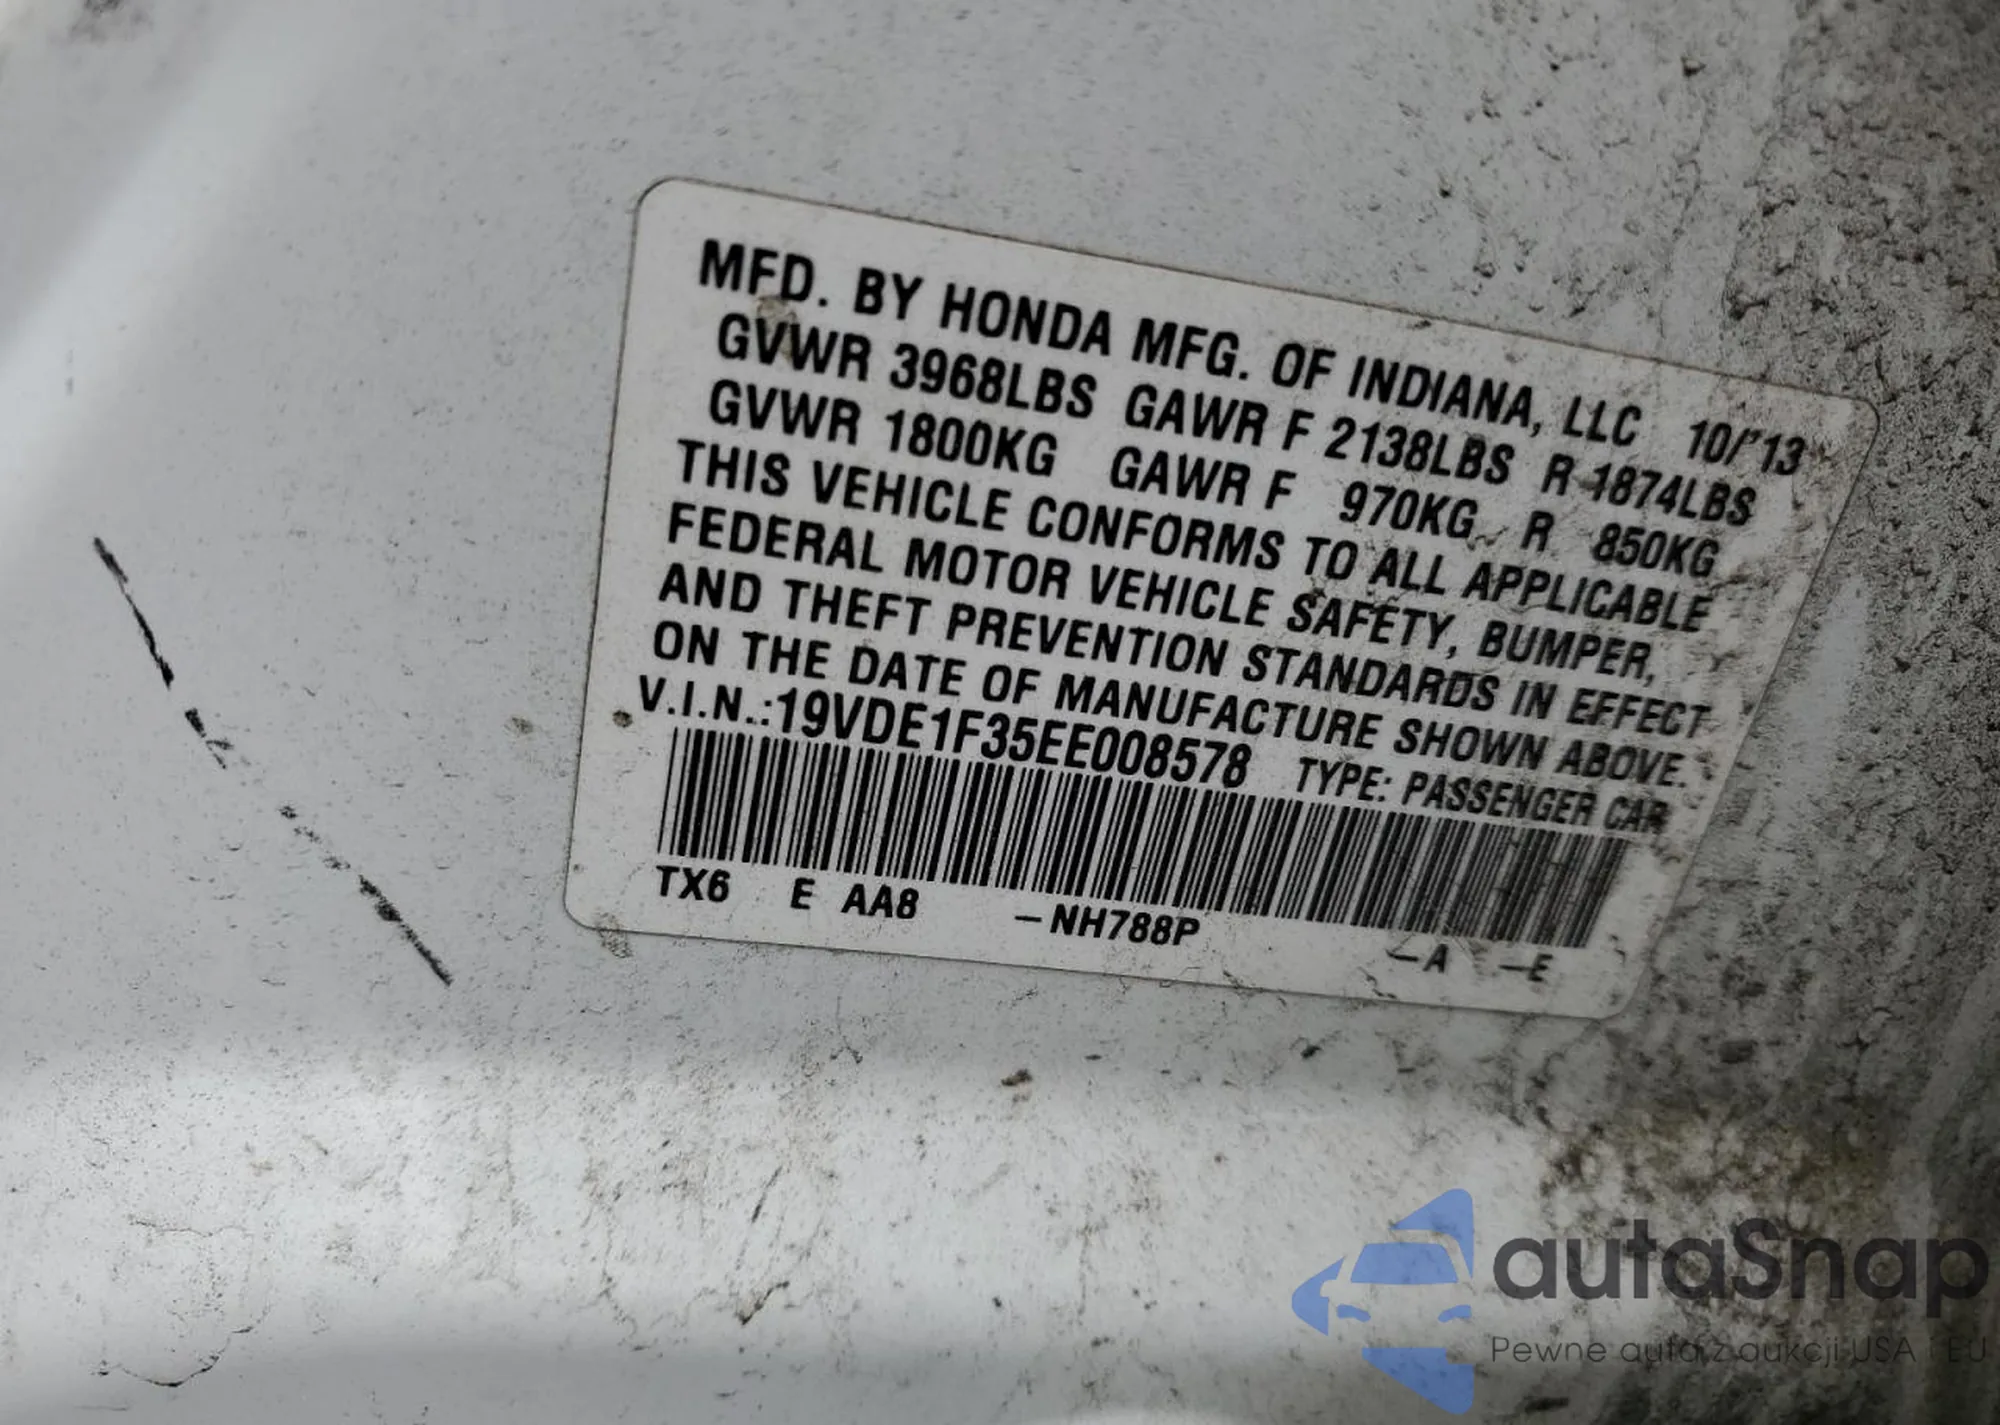 MFD. BY HONDA MFG. OF INDIANA, LLC 10/'13
GVWR 3968LBS GAWR F 2138LBS R 1874LBS
GVWR 1800KG GAWR F 970KG R 850KG
THIS VEHICLE CONFORMS TO ALL APPLICABLE
FEDERAL MOTOR VEHICLE SAFETY, BUMPER,
AND THEFT PREVENTION STANDARDS IN EFFECT
ON THE DATE OF MANUFACTURE SHOWN ABOVE.
V.I.N.:19VDE1F35EE008578 TYPE: PASSENGER CAR
TX6 E AA8 –NH788P –A –E
autaSnap
Pewne auta z aukcji USA i EU